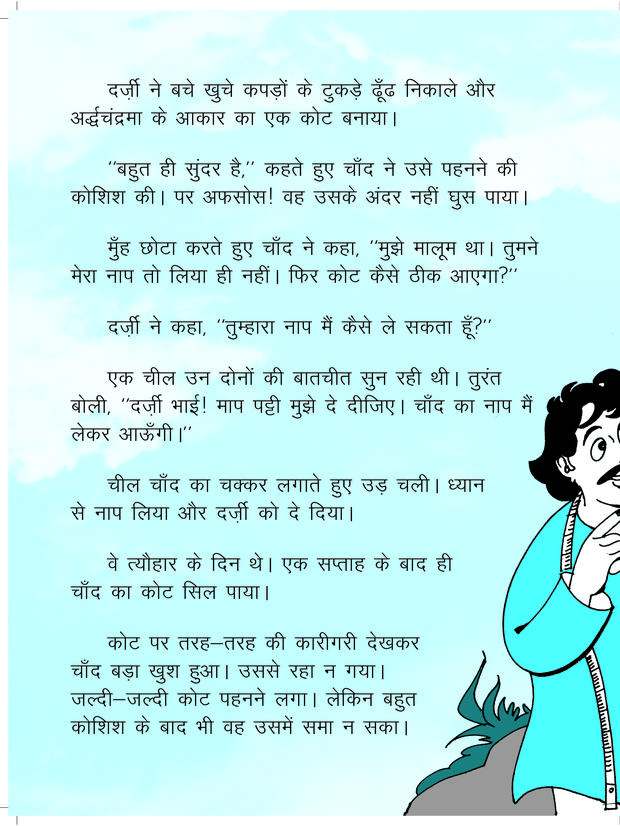 दर्ज़ी ने बचे खुचे कपड़ों के टुकड़े ढूँढ निकाले और
अर्द्धचंद्रमा के आकार का एक कोट बनाया।
"बहुत ही सुंदर है," कहते हुए चाँद ने उसे पहनने की
कोशिश की। पर अफसोस! वह उसके अंदर नहीं घुस पाया।
मुँह छोटा करते हुए चाँद ने कहा, "मुझे मालूम था। तुमने
मेरा नाप तो लिया ही नहीं। फिर कोट कैसे ठीक आएगा?"
दर्ज़ी ने कहा, "तुम्हारा नाप मैं कैसे ले सकता हूँ?"
एक चील उन दोनों की बातचीत सुन रही थी। तुरंत
बोली, "दर्ज़ी भाई! माप पट्टी मुझे दे दीजिए। चाँद का नाप मैं
लेकर आऊँगी।"
चील चाँद का चक्कर लगाते हुए उड़ चली। ध्यान
से नाप लिया और दर्ज़ी को दे दिया।
वे त्यौहार के दिन थे। एक सप्ताह के बाद ही
चाँद का कोट सिल पाया।
कोट पर तरह–तरह की कारीगरी देखकर
चाँद बड़ा खुश हुआ। उससे रहा न गया।
जल्दी–जल्दी कोट पहनने लगा। लेकिन बहुत
कोशिश के बाद भी वह उसमें समा न सका।